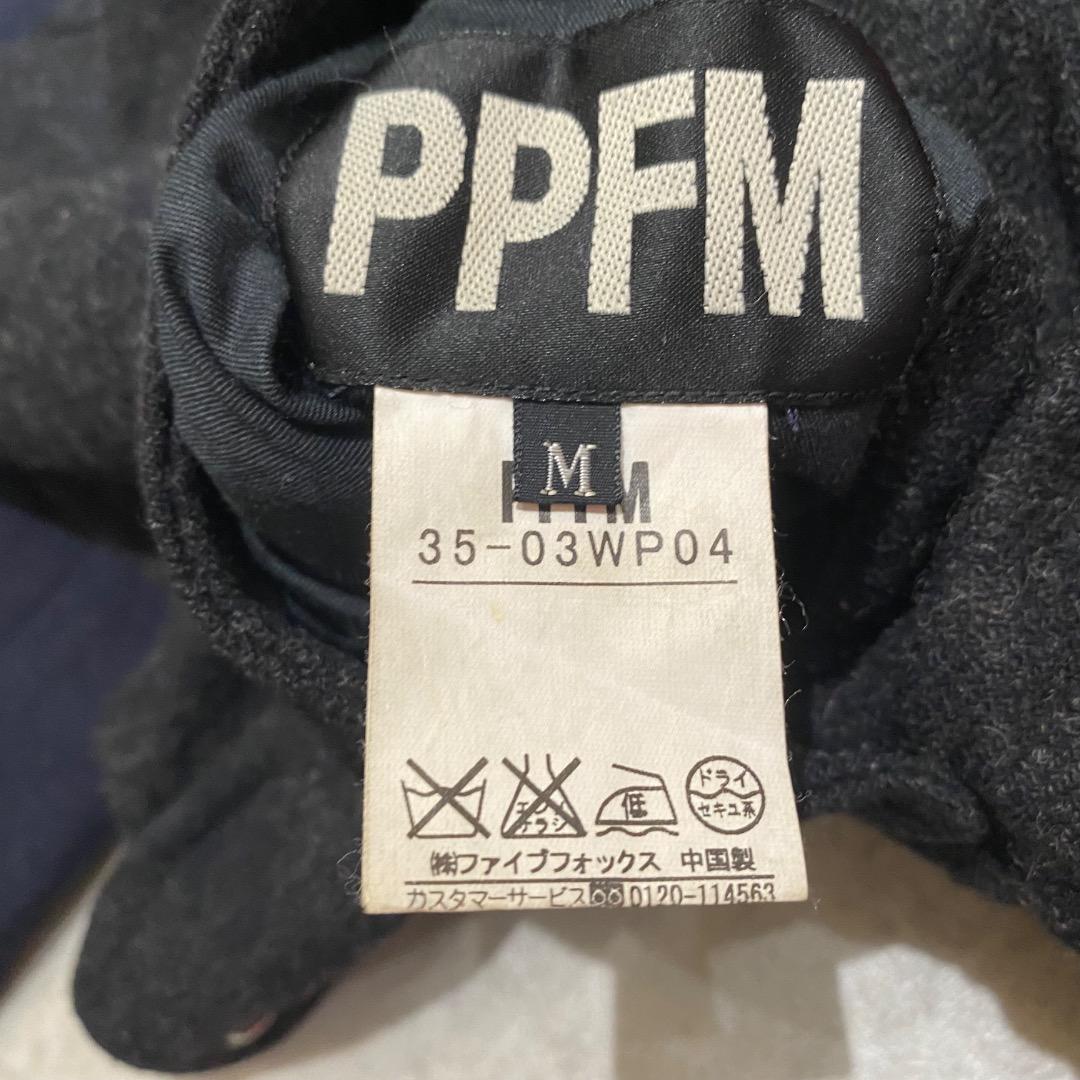 PPFM
M
35-03WP04
低
ドライ
セキユ系
㈱ファイブフォックス 中国製
カスタマーサービス 0120-114563